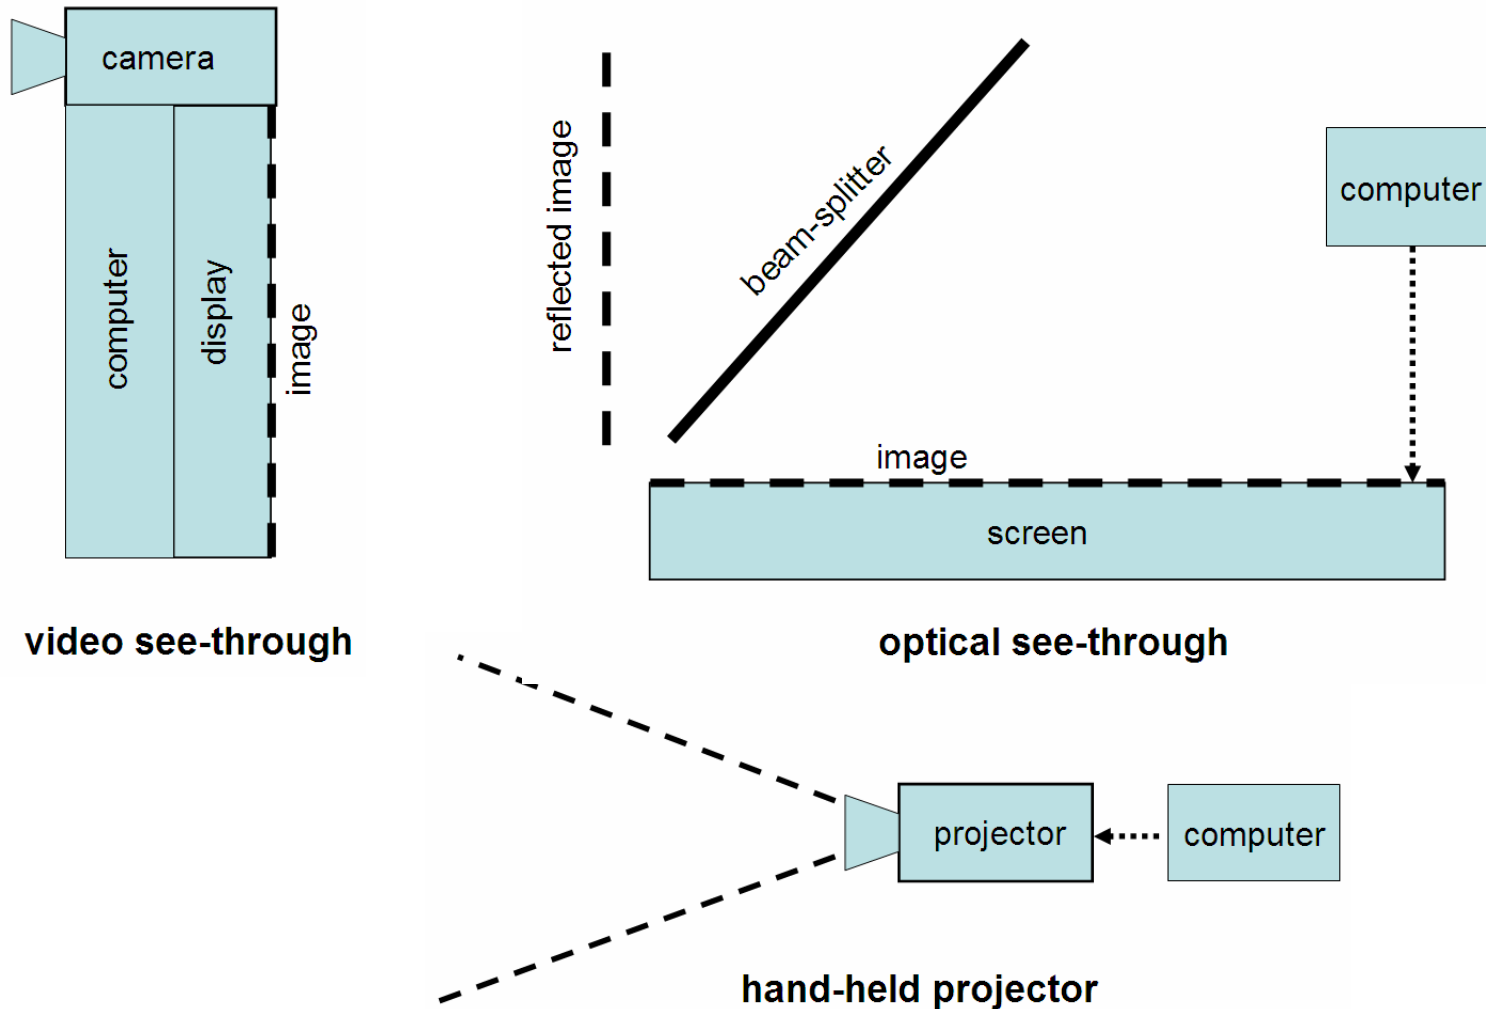 camera
computer
display
image
video see-through
reflected image
beam-splitter
computer
image
screen
optical see-through
projector
computer
hand-held projector